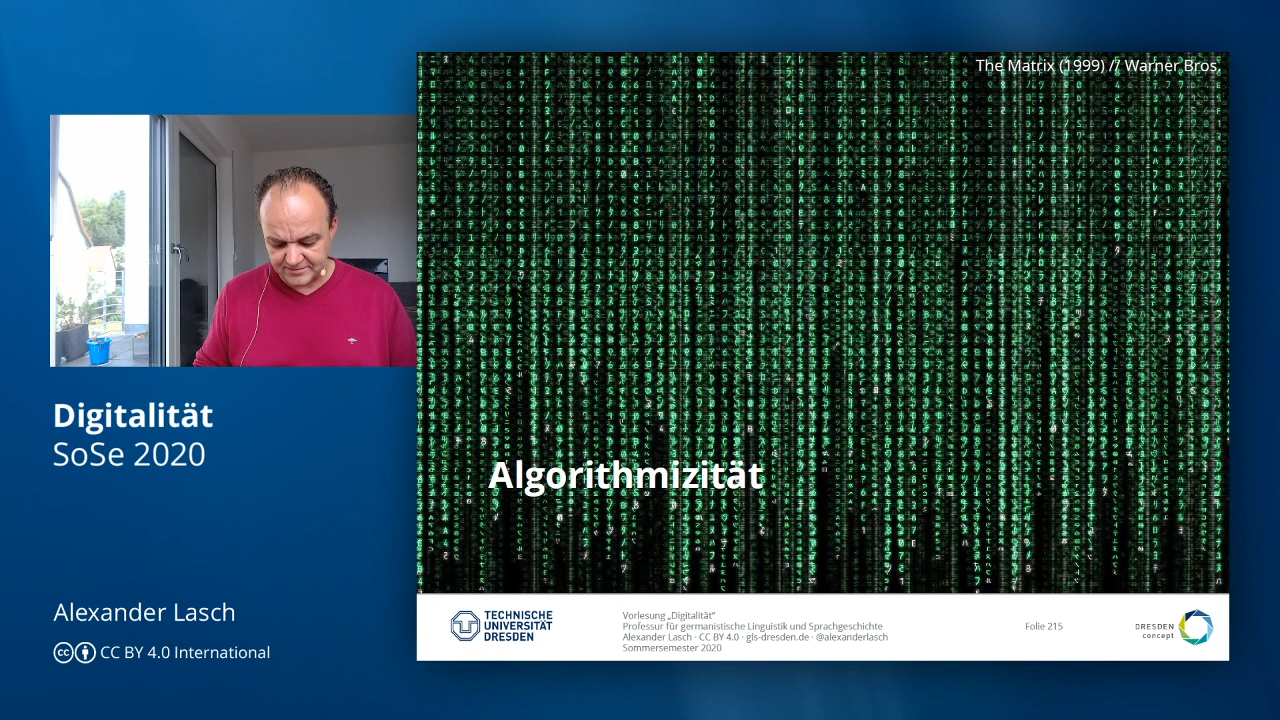 The Matrix (1999) // Warner Bros.
Digitalität
SoSe 2020
Algorithmizität
Alexander Lasch
CC BY 4.0 International
TECHNISCHE
UNIVERSITÄT
DRESDEN
Vorlesung „Digitalität“
Professur für germanistische Linguistik und Sprachgeschichte
Alexander Lasch · CC BY 4.0 · gls-dresden.de · @alexanderlasch
Sommersemester 2020
Folie 215
DRESDEN
concept